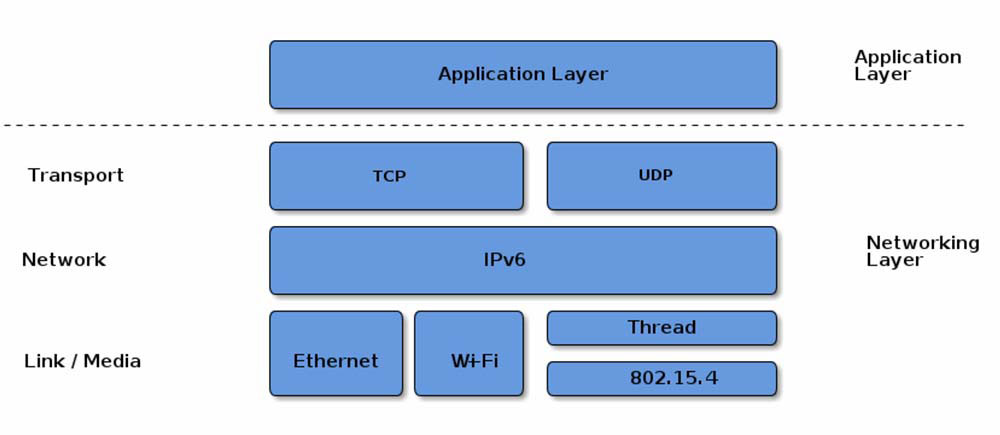 Application Layer
Application
Layer
Transport
TCP
UDP
Network
IPv6
Networking
Layer
Link / Media
Ethernet
Wi-Fi
Thread
802.15.4